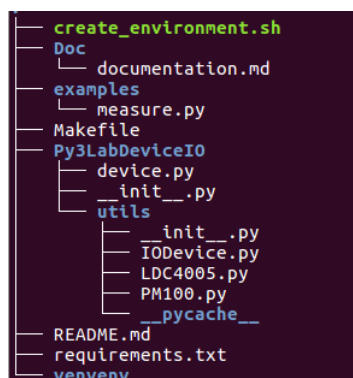 create_environment.sh
Doc
documentation.md
examples
measure.py
Makefile
Py3LabDeviceIO
device.py
__init__.py
utils
__init__.py
IODevice.py
LDC4005.py
PM100.py
__pycache__
README.md
requirements.txt
venvenv